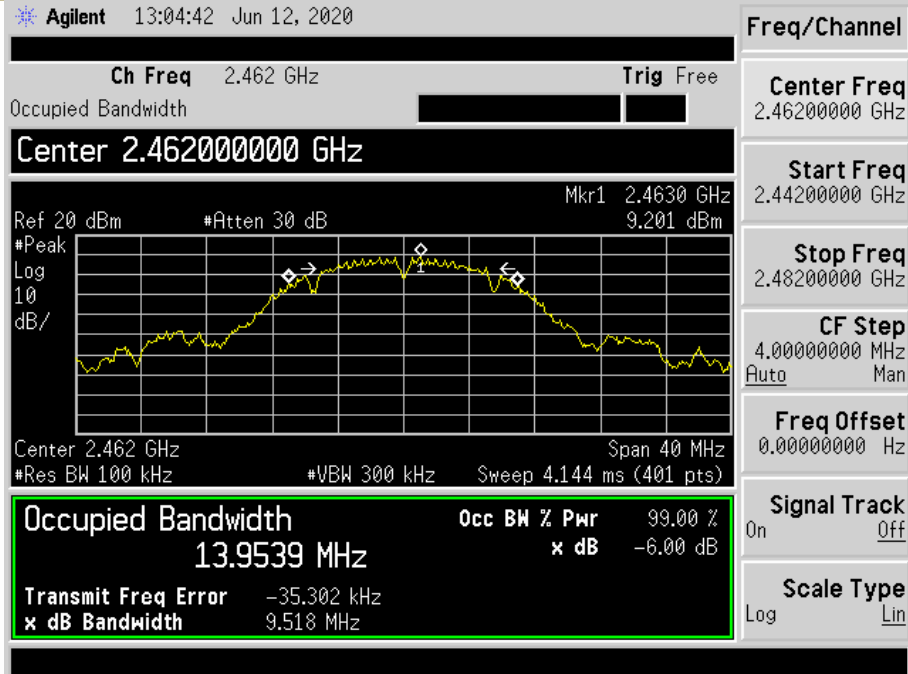 Agilent 13:04:42 Jun 12, 2020
Ch Freq 2.462 GHz Trig Free
Occupied Bandwidth
Center 2.462000000 GHz
Mkr1 2.4630 GHz
Ref 20 dBm #Atten 30 dB 9.201 dBm
#Peak
Log
10
dB/
1
Center 2.462 GHz Span 40 MHz
#Res BW 100 kHz #VBW 300 kHz Sweep 4.144 ms (401 pts)
Occupied Bandwidth Occ BW % Pwr 99.00 %
13.9539 MHz x dB -6.00 dB
Transmit Freq Error -35.302 kHz
x dB Bandwidth 9.518 MHz
Freq/Channel
Center Freq
2.46200000 GHz
Start Freq
2.44200000 GHz
Stop Freq
2.48200000 GHz
CF Step
4.00000000 MHz
Auto Man
Freq Offset
0.00000000 Hz
Signal Track
On Off
Scale Type
Log Lin